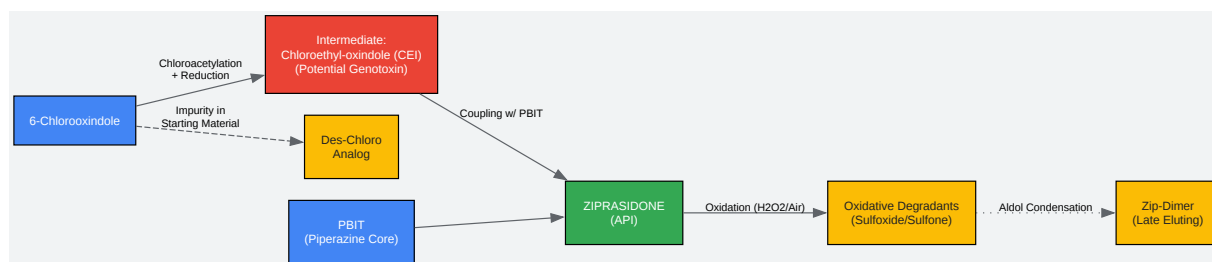 Intermediate:
Chloroethyl-oxindole (CEI)
(Potential Genotoxin)
Chloroacetylation
+ Reduction
6-Chlorooxindole
Impurity in
Starting Material
Coupling w/ PBIT
Des-Chloro
Analog
PBIT
(Piperazine Core)
ZIPRASIDONE
(API)
Oxidation (H2O2/Air)
Oxidative Degradants
(Sulfoxide/Sulfone)
Aldol Condensation
Zip-Dimer
(Late Eluting)